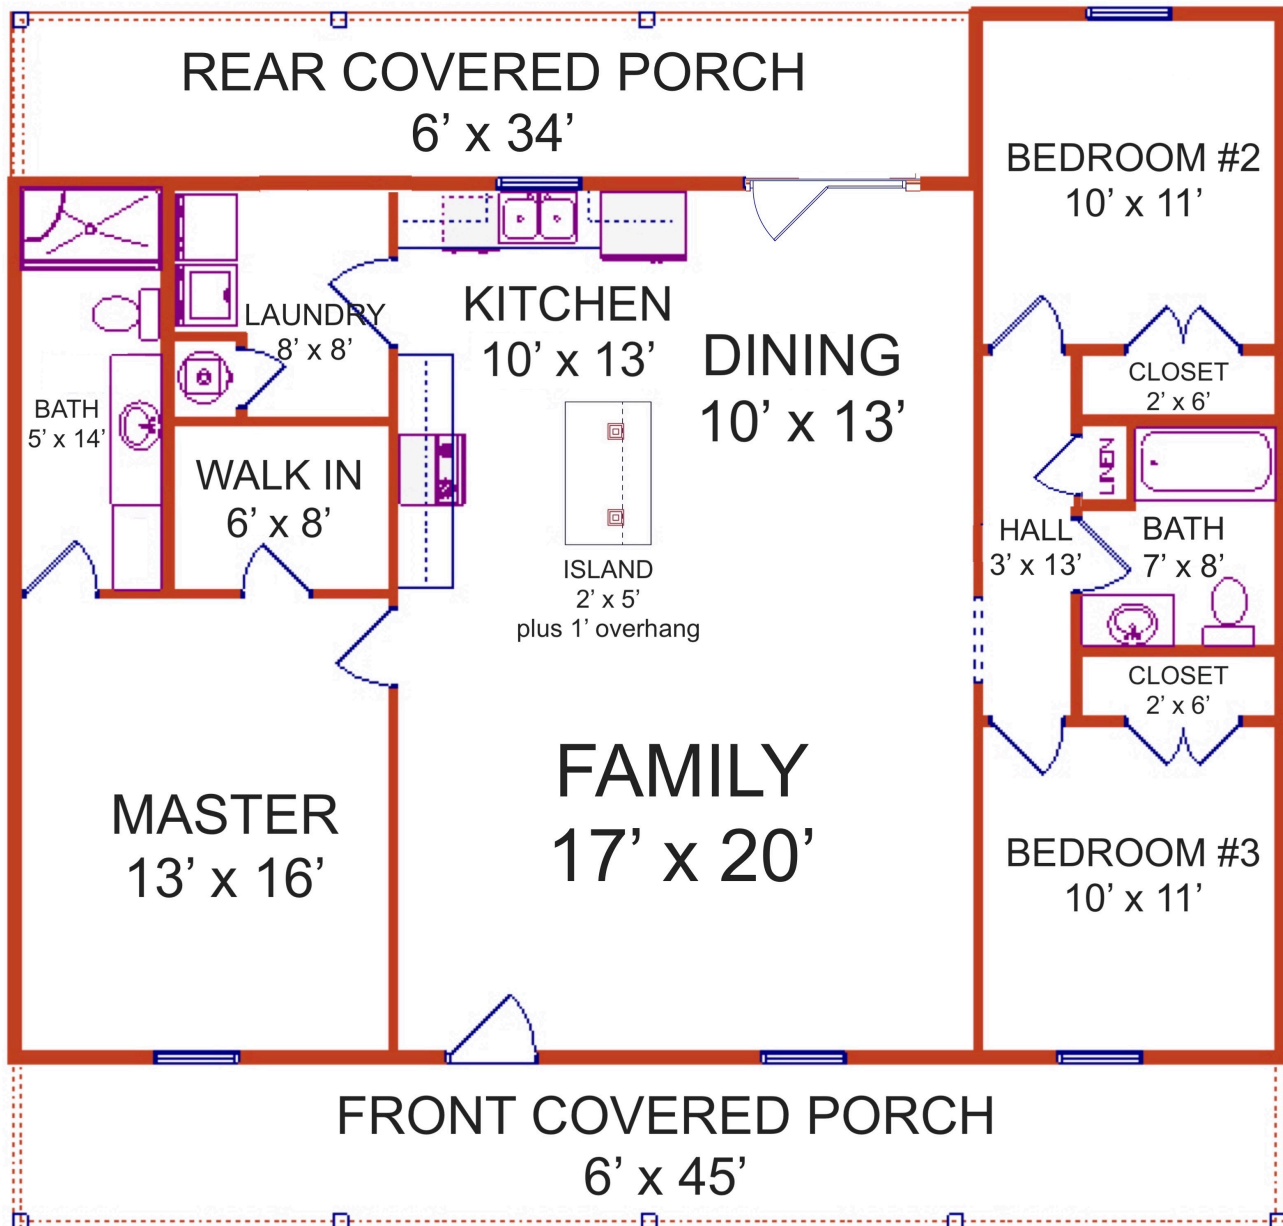 REAR COVERED PORCH
6’ x 34’
BEDROOM #2
10’ x 11’
LAUNDRY
8’ x 8’
KITCHEN
10’ x 13’
DINING
10’ x 13’
CLOSET
2’ x 6’
BATH
5’ x 14’
WALK IN
6’ x 8’
LINEN
ISLAND
2’ x 5’
plus 1’ overhang
HALL
3’ x 13’
BATH
7’ x 8’
CLOSET
2’ x 6’
MASTER
13’ x 16’
FAMILY
17’ x 20’
BEDROOM #3
10’ x 11’
FRONT COVERED PORCH
6’ x 45’